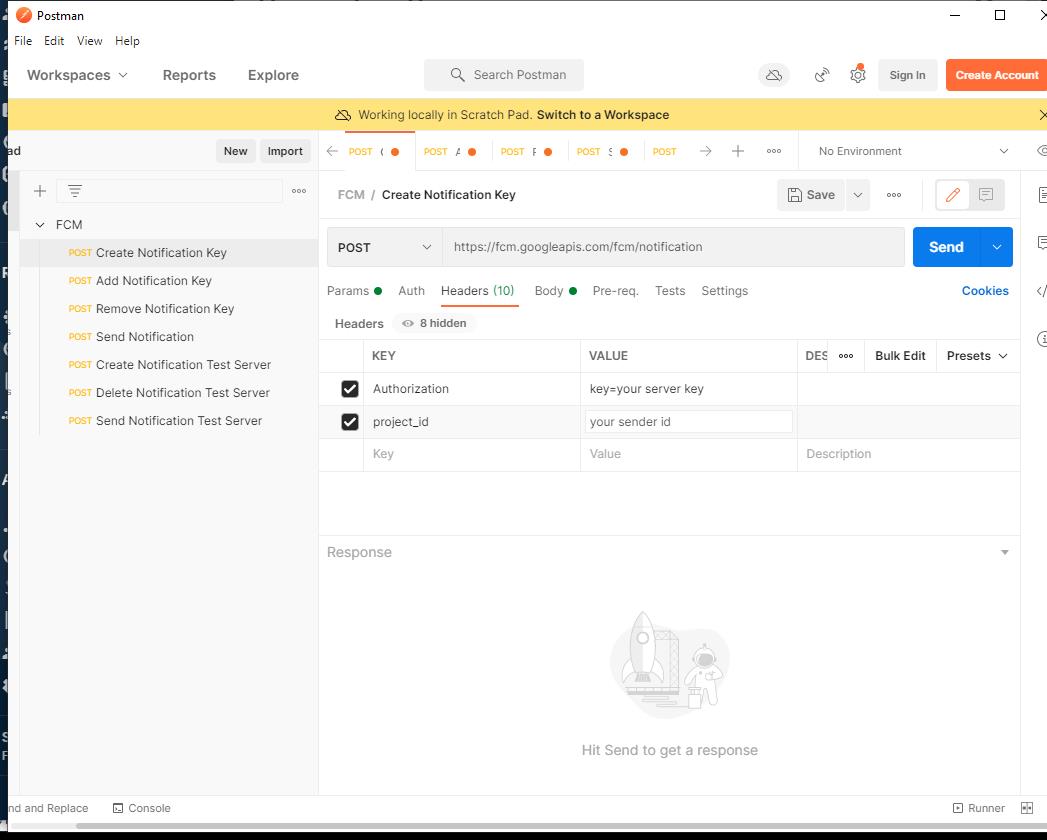 Postman
File Edit View Help
Workspaces Reports Explore Search Postman Sign In Create Account
Working locally in Scratch Pad. Switch to a Workspace
ad New Import POST POST POST POST POST No Environment
FCM / Create Notification Key Save
FCM
POST Create Notification Key
POST Add Notification Key
POST Remove Notification Key
POST Send Notification
POST Create Notification Test Server
POST Delete Notification Test Server
POST Send Notification Test Server
POST https://fcm.googleapis.com/fcm/notification Send
Params Auth Headers (10) Body Pre-req. Tests Settings Cookies
Headers 8 hidden
KEY VALUE DES Bulk Edit Presets
Authorization key=your server key
project_id your sender id
Key Value Description
Response
Hit Send to get a response
nd and Replace Console Runner